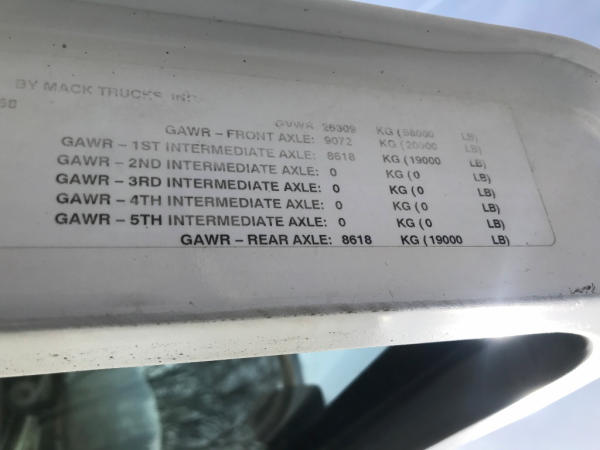 BY MACK TRUCKS, INC.
60
GVWR 26309 KG (58000 LB)
GAWR – FRONT AXLE: 9072 KG (20000 LB)
GAWR – 1ST INTERMEDIATE AXLE: 8618 KG (19000 LB)
GAWR – 2ND INTERMEDIATE AXLE: 0 KG (0 LB)
GAWR – 3RD INTERMEDIATE AXLE: 0 KG (0 LB)
GAWR – 4TH INTERMEDIATE AXLE: 0 KG (0 LB)
GAWR – 5TH INTERMEDIATE AXLE: 0 KG (0 LB)
GAWR – REAR AXLE: 8618 KG (19000 LB)